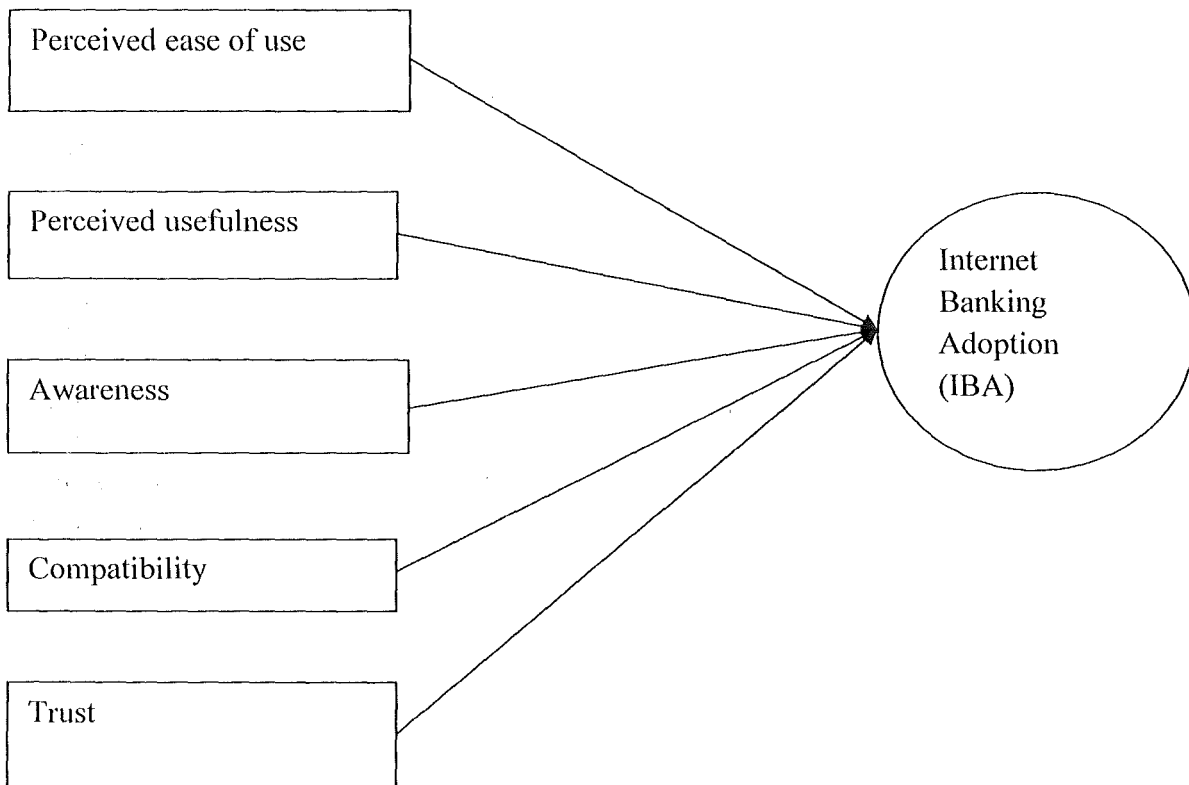 Perceived ease of use
Perceived usefulness
Awareness
Compatibility
Trust
Internet
Banking
Adoption
(IBA)